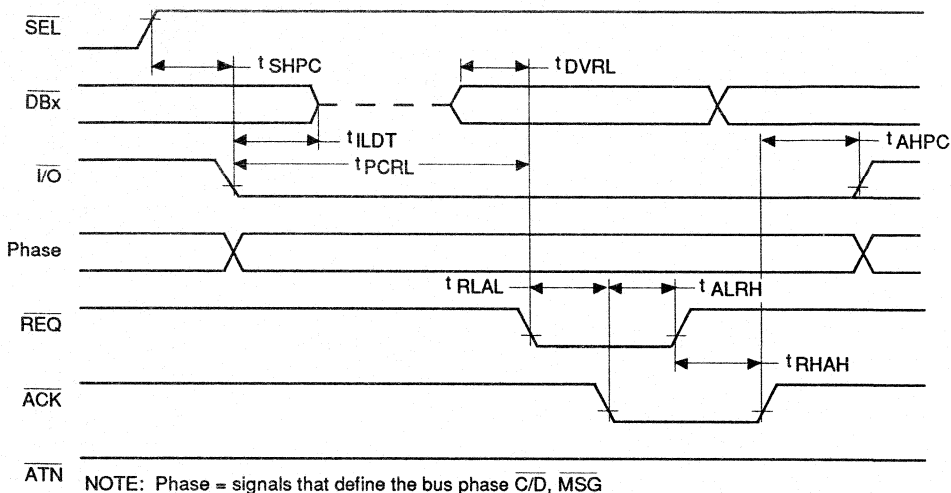 SEL
t SHPC
t DVRL
DBx
t ILDT
t PCRL
t AHPC
I/O
Phase
t RLAL
t ALRH
REQ
t RHAH
ACK
ATN
NOTE: Phase = signals that define the bus phase C/D, MSG